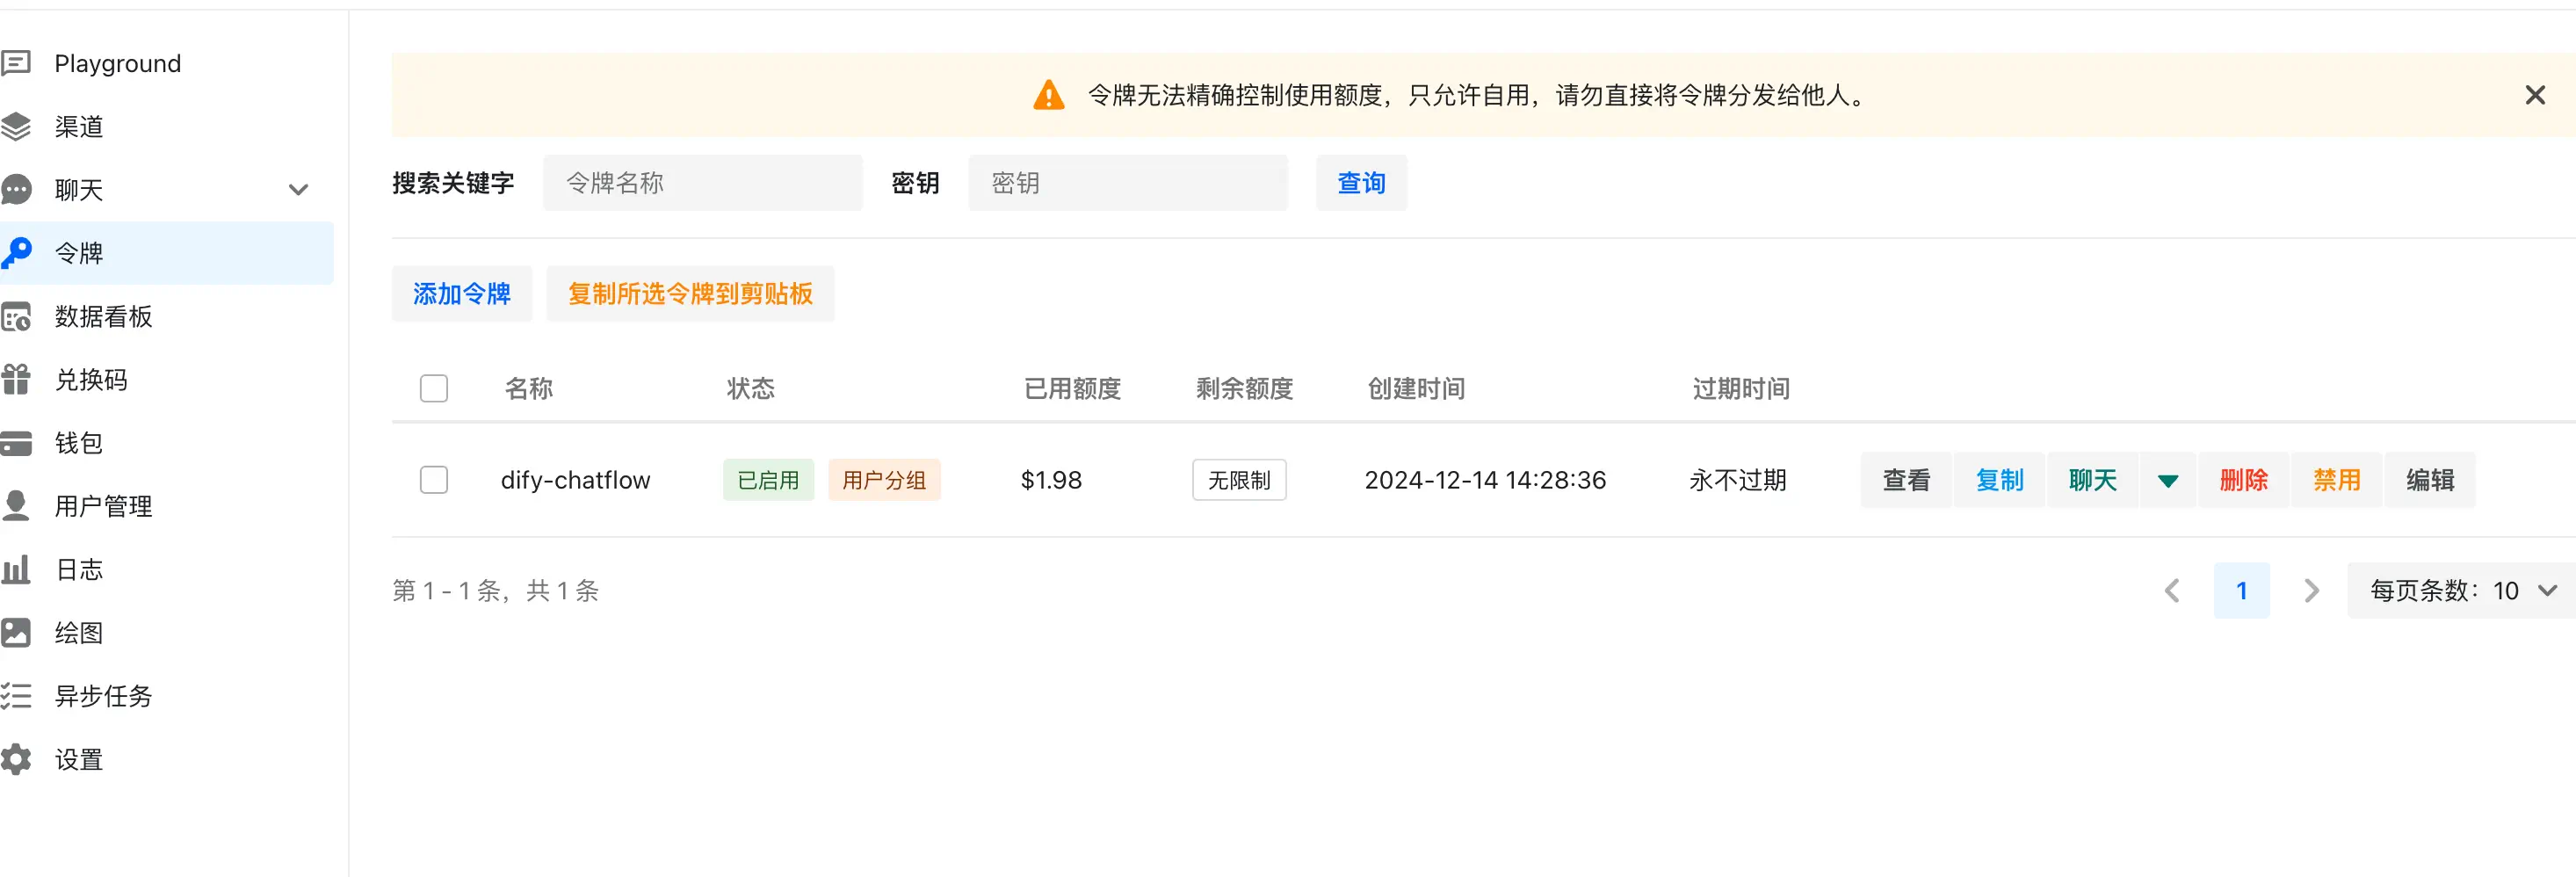 Playground
渠道
聊天
令牌
数据看板
兑换码
钱包
用户管理
日志
绘图
异步任务
设置
令牌无法精确控制使用额度，只允许自用，请勿直接将令牌分发给他人。
搜索关键字 令牌名称 密钥 密钥 查询
添加令牌 复制所选令牌到剪贴板
名称 状态 已用额度 剩余额度 创建时间 过期时间
dify-chatflow 已启用 用户分组 $1.98 无限制 2024-12-14 14:28:36 永不过期 查看 复制 聊天 删除 禁用 编辑
第 1 - 1 条，共 1 条 1 每页条数：10